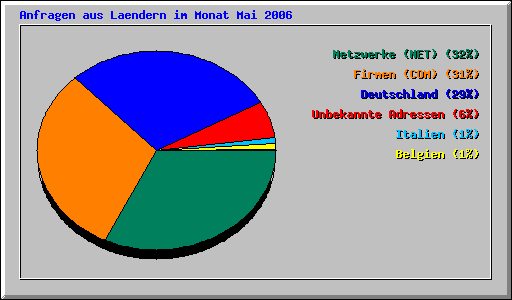 Anfragen aus Laendern im Monat Mai 2006
Netzwerke (NET) (32%)
Firmen (COM) (31%)
Deutschland (29%)
Unbekannte Adressen (6%)
Italien (1%)
Belgien (1%)